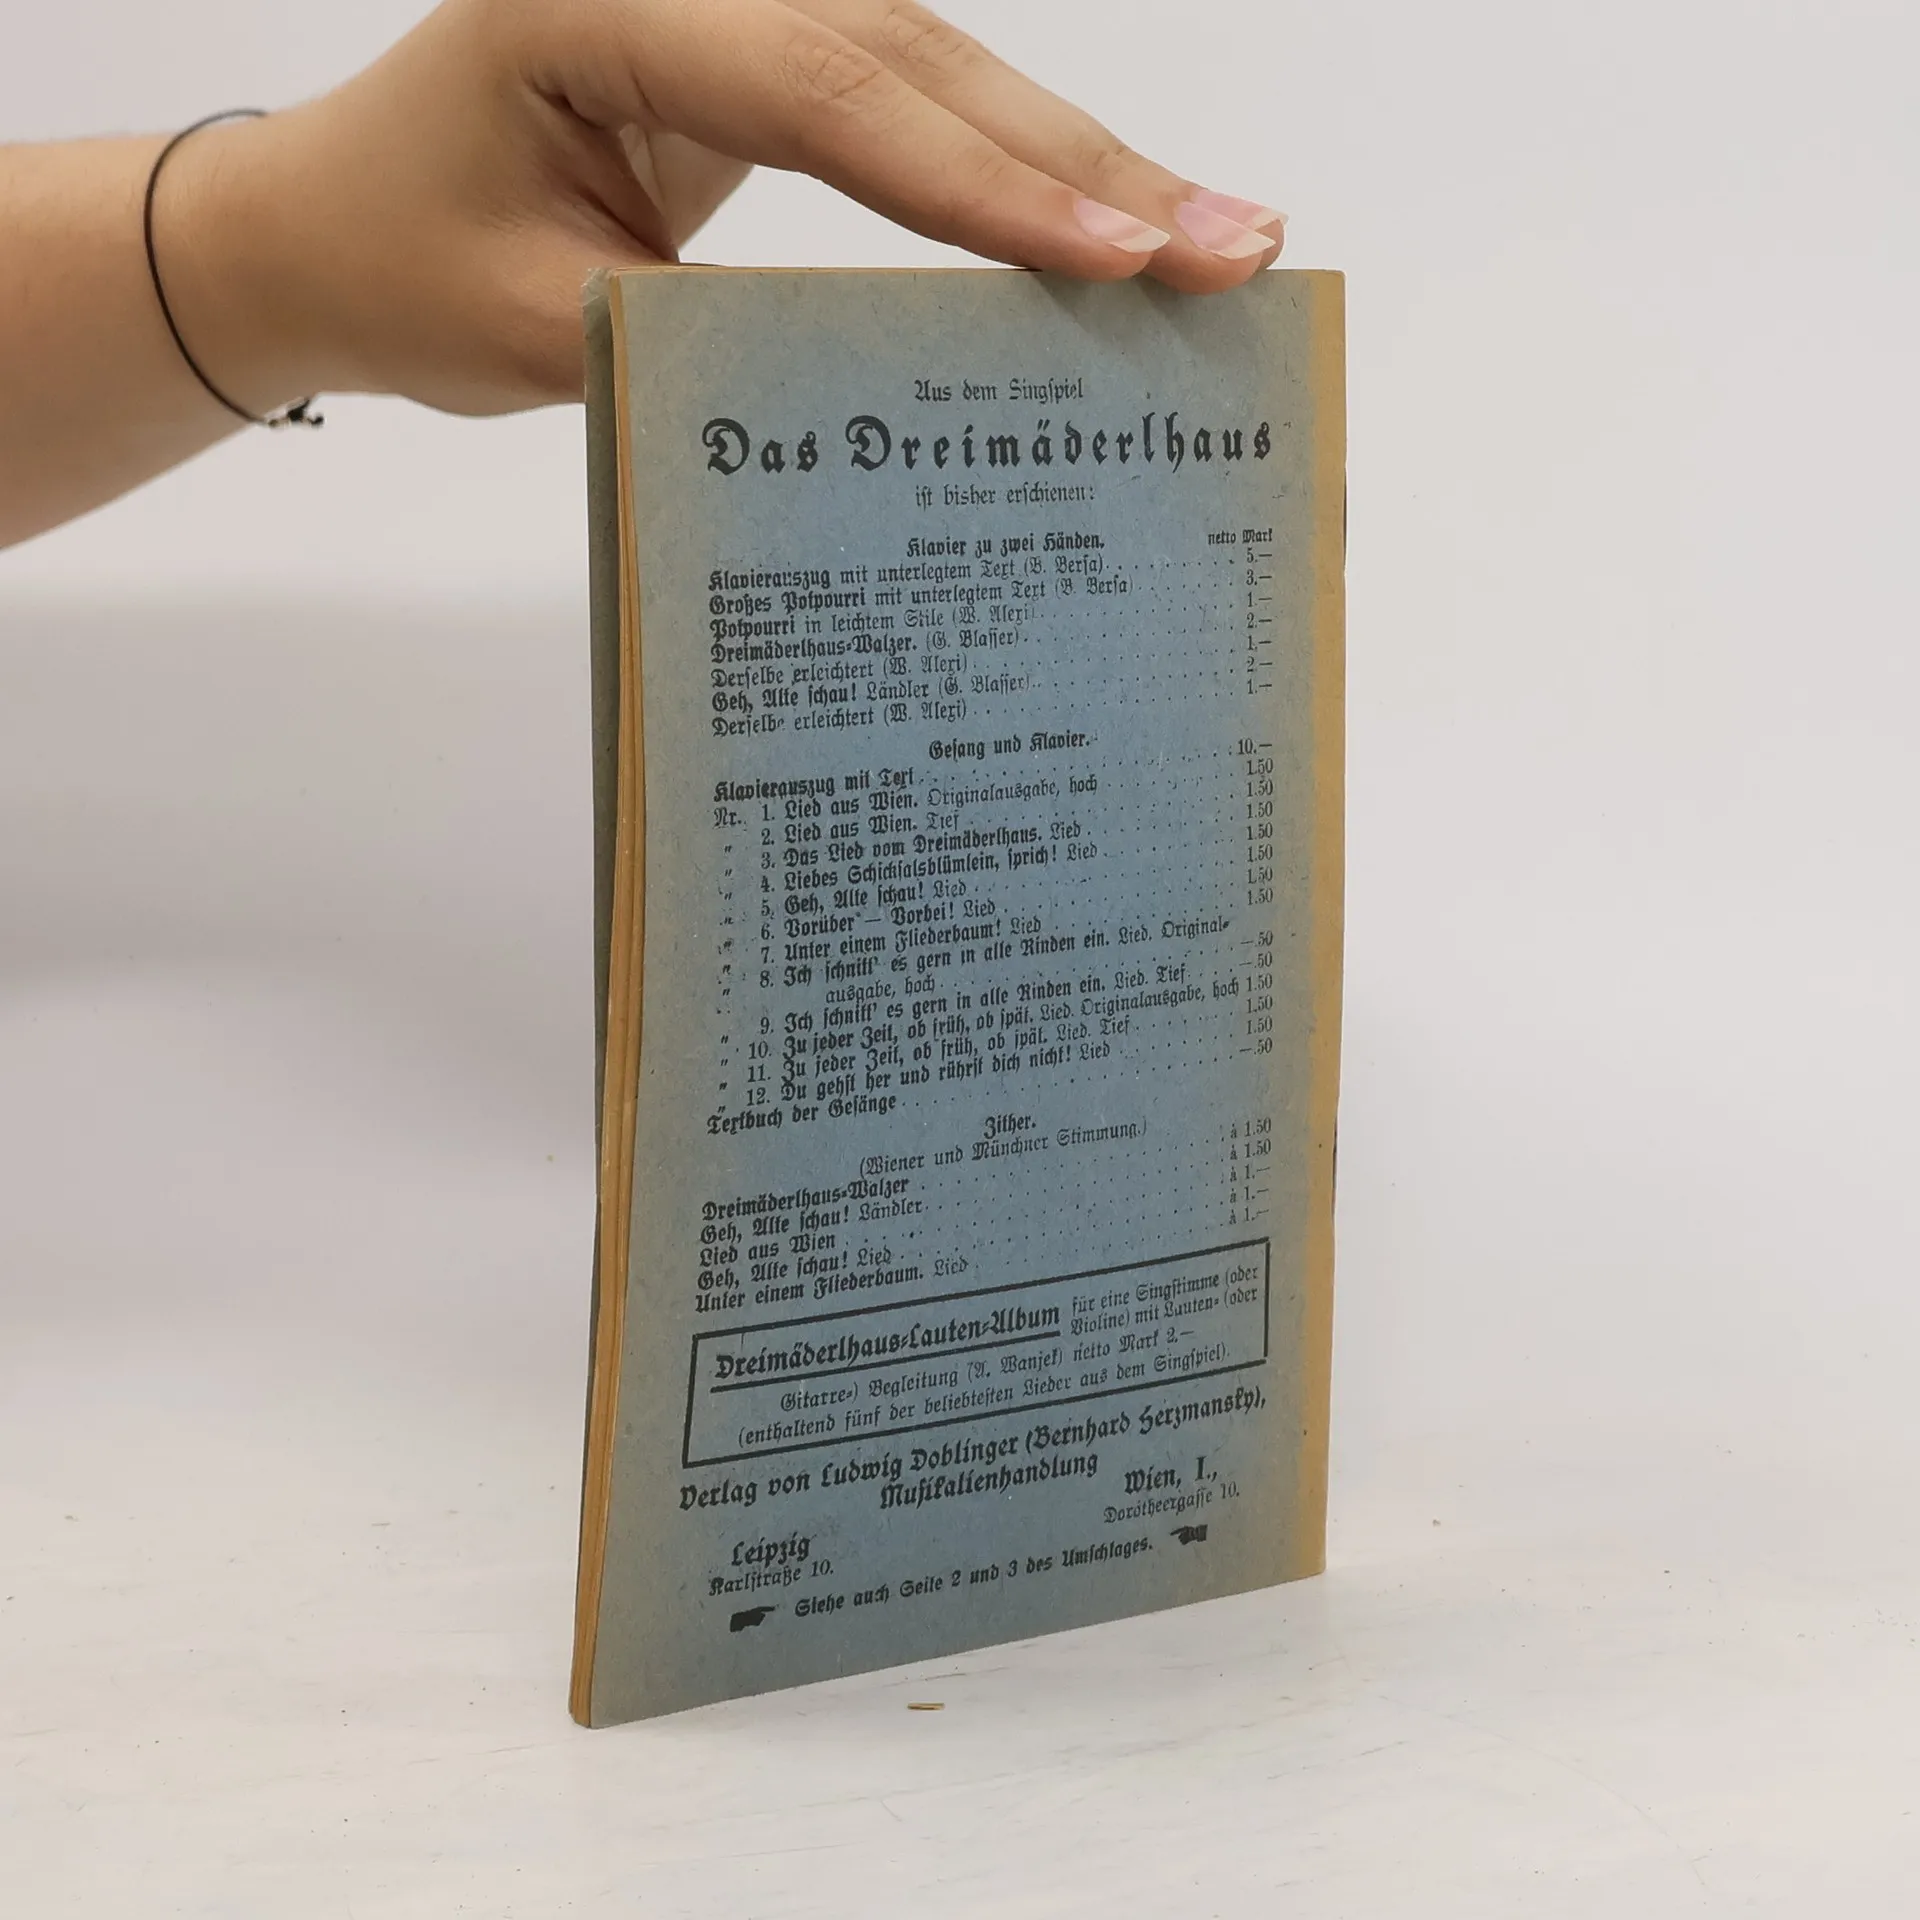 Aus dem Singspiel
Das Dreimäderlhaus
ist bisher erschienen:
Klavier zu zwei Händen. netto Mark
Klavierauszug mit unterlegtem Text (B. Bersa) 5.—
Großes Potpourri mit unterlegtem Text (B. Bersa) 3.—
Potpourri in leichtem Stile (W. Alexi) 1.—
Dreimäderlhaus-Walzer. (G. Blasser) 2.—
Derselbe erleichtert (W. Alexi) 1.—
Geh, Alte schau! Ländler (G. Blasser) 2.—
Derselbe erleichtert (W. Alexi) 1.—
Gesang und Klavier.
Klavierauszug mit Text 10.—
Nr. 1. Lied aus Wien. Originalausgabe, hoch 1.50
" 2. Lied aus Wien. Tief 1.50
" 3. Das Lied vom Dreimäderlhaus. Lied 1.50
" 4. Liebes Schicksalsblümlein, sprich! Lied 1.50
" 5. Geh, Alte schau! Lied 1.50
" 6. Vorüber — Vorbei! Lied 1.50
" 7. Unter einem Fliederbaum! Lied 1.50
" 8. Ich schnitt' es gern in alle Rinden ein. Lied. Original-
ausgabe, hoch —.50
" 9. Ich schnitt' es gern in alle Rinden ein. Lied. Tief —.50
" 10. Zu jeder Zeit, ob früh, ob spät. Lied. Originalausgabe, hoch 1.50
" 11. Zu jeder Zeit, ob früh, ob spät. Lied. Tief 1.50
" 12. Du gehst her und rührst dich nicht! Lied 1.50
Textbuch der Gesänge —.50
Zither.
(Wiener und Münchner Stimmung.)
Dreimäderlhaus-Walzer à 1.50
Geh, Alte schau! Ländler à 1.50
Lied aus Wien à 1.—
Geh, Alte schau! Lied à 1.—
Unter einem Fliederbaum. Lied à 1.—
Dreimäderlhaus-Lauten-Album für eine Singstimme (oder
Violine) mit Lauten- (oder
Gitarre-) Begleitung (A. Wanjek) netto Mark 2.—
(enthaltend fünf der beliebtesten Lieder aus dem Singspiel).
Verlag von Ludwig Doblinger (Bernhard Herzmansky),
Musikalienhandlung
Leipzig Wien, I.,
Karlstraße 10. Dorotheergasse 10.
Siehe auch Seite 2 und 3 des Umschlages.